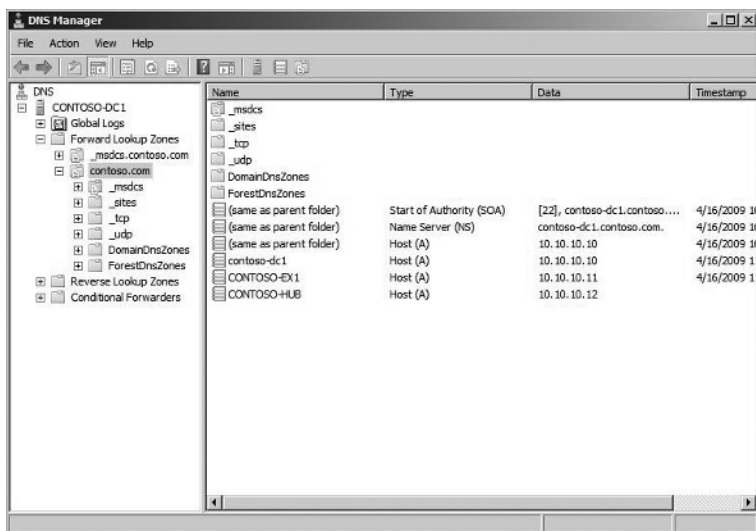 DNS Manager
File Action View Help
DNS
CONTOSO-DC1
Global Logs
Forward Lookup Zones
_msdcs.contoso.com
contoso.com
_msdcs
_sites
_tcp
_udp
DomainDnsZones
ForestDnsZones
Reverse Lookup Zones
Conditional Forwarders
Name Type Data Timestamp
_msdcs
_sites
_tcp
_udp
DomainDnsZones
ForestDnsZones
(same as parent folder) Start of Authority (SOA) [22], contoso-dc1.contoso.... 4/16/2009 10
(same as parent folder) Name Server (NS) contoso-dc1.contoso.com. 4/16/2009 10
(same as parent folder) Host (A) 10.10.10.10 4/16/2009 10
contoso-dc1 Host (A) 10.10.10.10 4/16/2009 1
CONTOSO-EX1 Host (A) 10.10.10.11 4/16/2009 1
CONTOSO-HUB Host (A) 10.10.10.12